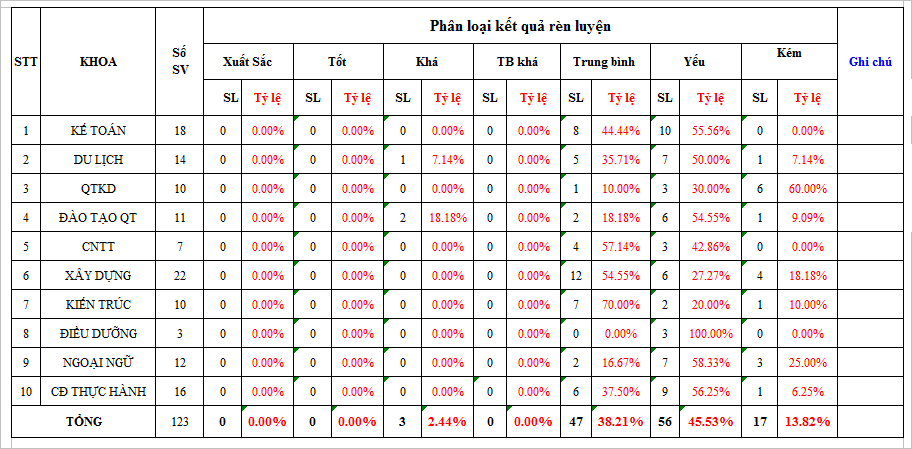 Phân loại kết quả rèn luyện
STT KHOA Số SV Xuất Sắc Tốt Khá TB khá Trung bình Yếu Kém Ghi chú
SL Tỷ lệ SL Tỷ lệ SL Tỷ lệ SL Tỷ lệ SL Tỷ lệ SL Tỷ lệ SL Tỷ lệ
1 KẾ TOÁN 18 0 0.00% 0 0.00% 0 0.00% 0 0.00% 8 44.44% 10 55.56% 0 0.00%
2 DU LỊCH 14 0 0.00% 0 0.00% 1 7.14% 0 0.00% 5 35.71% 7 50.00% 1 7.14%
3 QTKD 10 0 0.00% 0 0.00% 0 0.00% 0 0.00% 1 10.00% 3 30.00% 6 60.00%
4 ĐÀO TẠO QT 11 0 0.00% 0 0.00% 2 18.18% 0 0.00% 2 18.18% 6 54.55% 1 9.09%
5 CNTT 7 0 0.00% 0 0.00% 0 0.00% 0 0.00% 4 57.14% 3 42.86% 0 0.00%
6 XÂY DỰNG 22 0 0.00% 0 0.00% 0 0.00% 0 0.00% 12 54.55% 6 27.27% 4 18.18%
7 KIẾN TRÚC 10 0 0.00% 0 0.00% 0 0.00% 0 0.00% 7 70.00% 2 20.00% 1 10.00%
8 ĐIỀU DƯỠNG 3 0 0.00% 0 0.00% 0 0.00% 0 0.00% 0 0.00% 3 100.00% 0 0.00%
9 NGOẠI NGỮ 12 0 0.00% 0 0.00% 0 0.00% 0 0.00% 2 16.67% 7 58.33% 3 25.00%
10 CĐ THỰC HÀNH 16 0 0.00% 0 0.00% 0 0.00% 0 0.00% 6 37.50% 9 56.25% 1 6.25%
TỔNG 123 0 0.00% 0 0.00% 3 2.44% 0 0.00% 47 38.21% 56 45.53% 17 13.82%